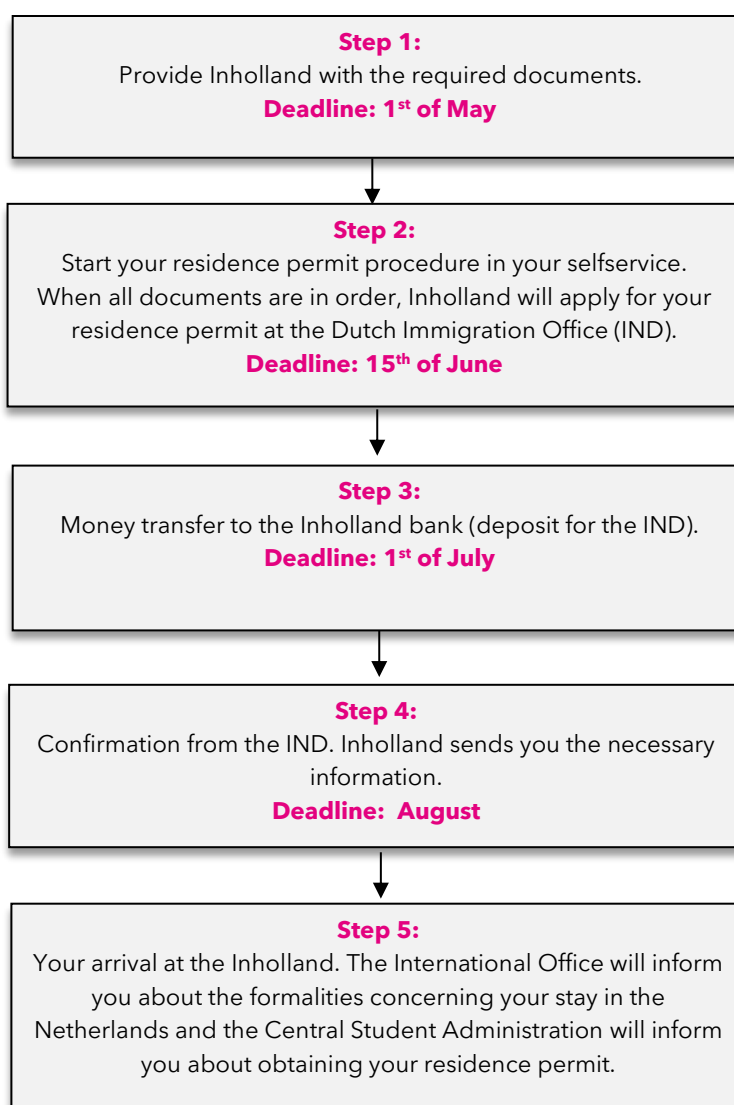 Step 1:
Provide Inholland with the required documents.
Deadline: 1st of May
Step 2:
Start your residence permit procedure in your selfservice.
When all documents are in order, Inholland will apply for your
residence permit at the Dutch Immigration Office (IND).
Deadline: 15th of June
Step 3:
Money transfer to the Inholland bank (deposit for the IND).
Deadline: 1st of July
Step 4:
Confirmation from the IND. Inholland sends you the necessary
information.
Deadline: August
Step 5:
Your arrival at the Inholland. The International Office will inform
you about the formalities concerning your stay in the
Netherlands and the Central Student Administration will inform
you about obtaining your residence permit.